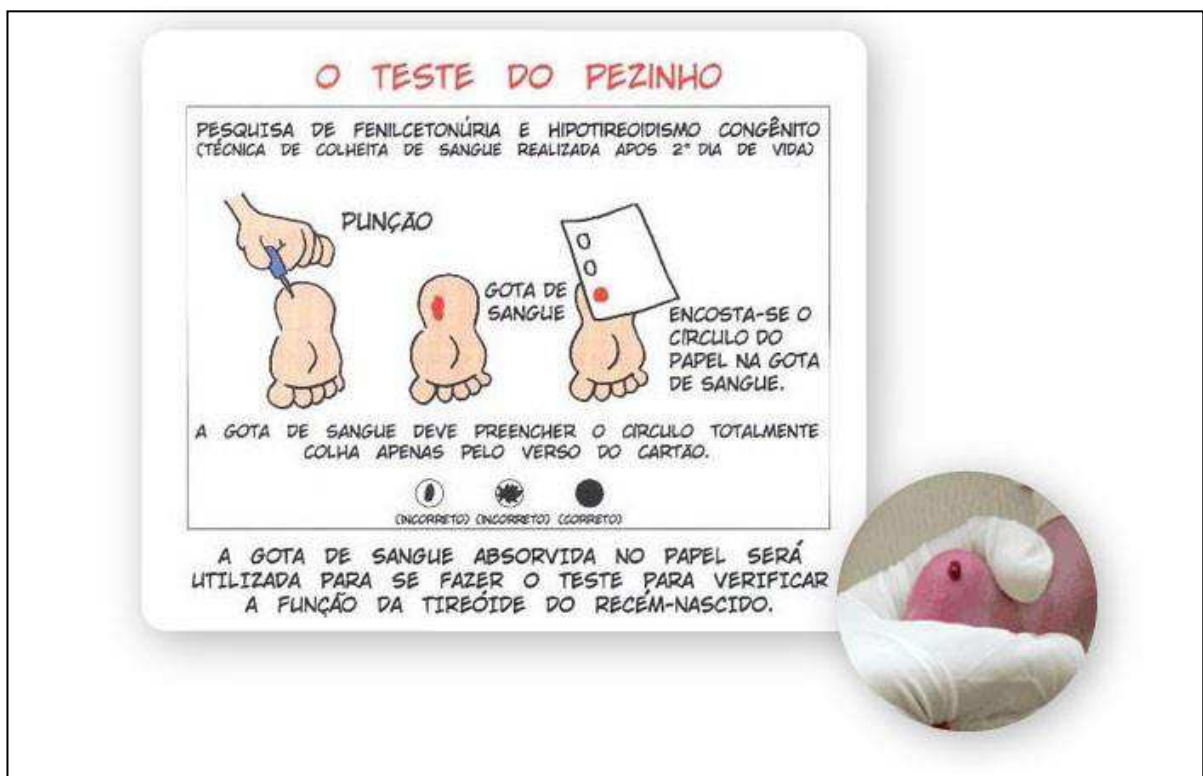 O TESTE DO PEZINHO
PESQUISA DE FENILCETONÚRIA E HIPOTIREOIDISMO CONGÊNITO
(TÉCNICA DE COLHEITA DE SANGUE REALIZADA APOS 2° DIA DE VIDA)
PUNÇÃO
GOTA DE
SANGUE
ENCOSTA-SE O
CÍRCULO DO
PAPEL NA GOTA
DE SANGUE.
A GOTA DE SANGUE DEVE PREENCHER O CÍRCULO TOTALMENTE
COLHA APENAS PELO VERSO DO CARTÃO.
(INCORRETO) (INCORRETO) (CORRETO)
A GOTA DE SANGUE ABSORVIDA NO PAPEL SERÁ
UTILIZADA PARA SE FAZER O TESTE PARA VERIFICAR
A FUNÇÃO DA TIREÓIDE DO RECÉM-NASCIDO.